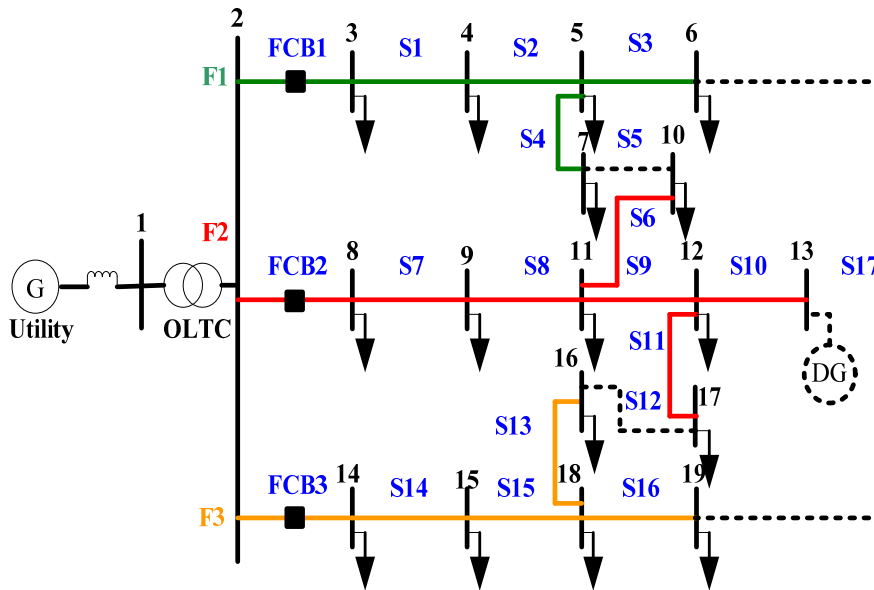 2
FCB1 3 S1 4 S2 5 S3 6
F1
S4 7 S5 10
S6
F2
1
FCB2 8 S7 9 S8 11 S9 12 S10 13 S17
G
Utility
OLTC
S11
DG
16
S12 17
S13
FCB3 14 S14 15 S15 18 S16 19
F3